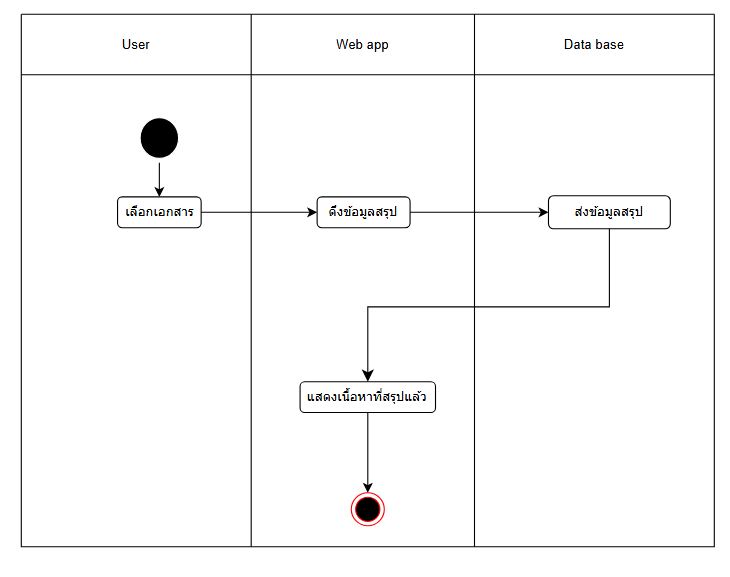 User
Web app
Data base
เลือกเอกสาร
ดึงข้อมูลสรุป
ส่งข้อมูลสรุป
แสดงเนื้อหาที่สรุปแล้ว